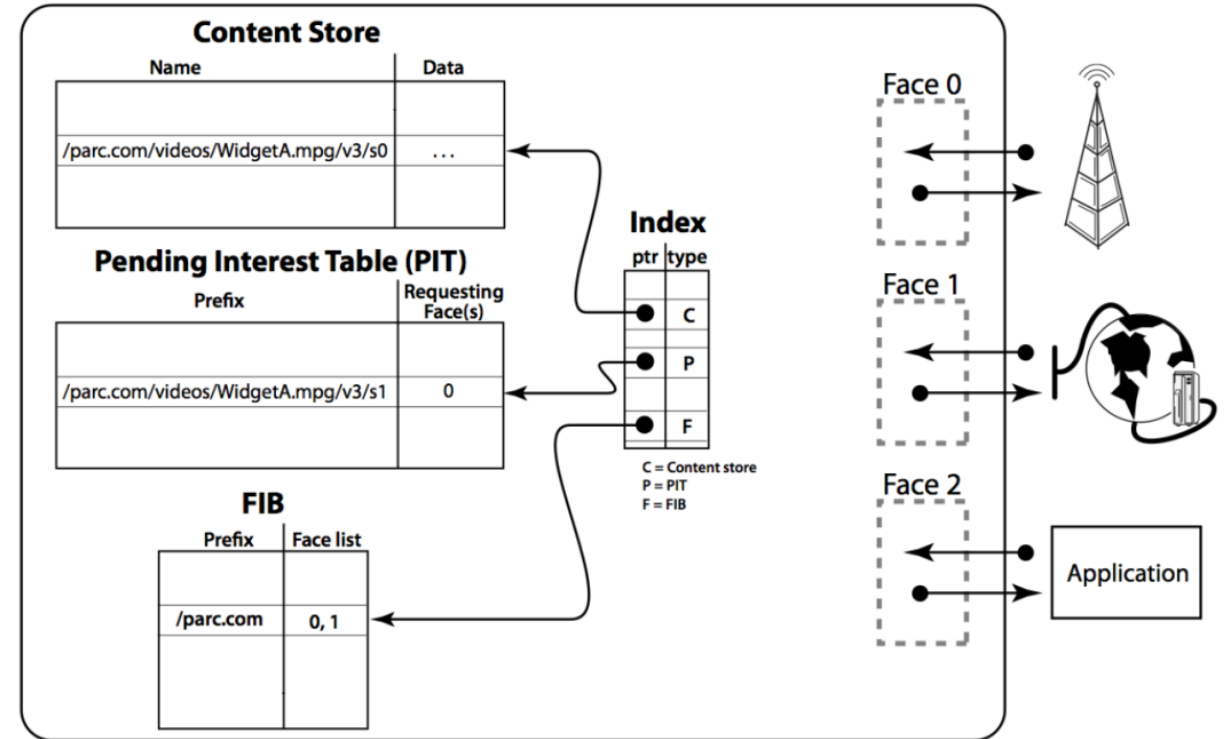 Content Store
Name Data
/parc.com/videos/WidgetA.mpg/v3/s0 ...
Pending Interest Table (PIT)
Prefix Requesting
Face(s)
/parc.com/videos/WidgetA.mpg/v3/s1 0
FIB
Prefix Face list
/parc.com 0, 1
Index
ptr type
C
P
F
C = Content store
P = PIT
F = FIB
Face 0
Face 1
Face 2
Application